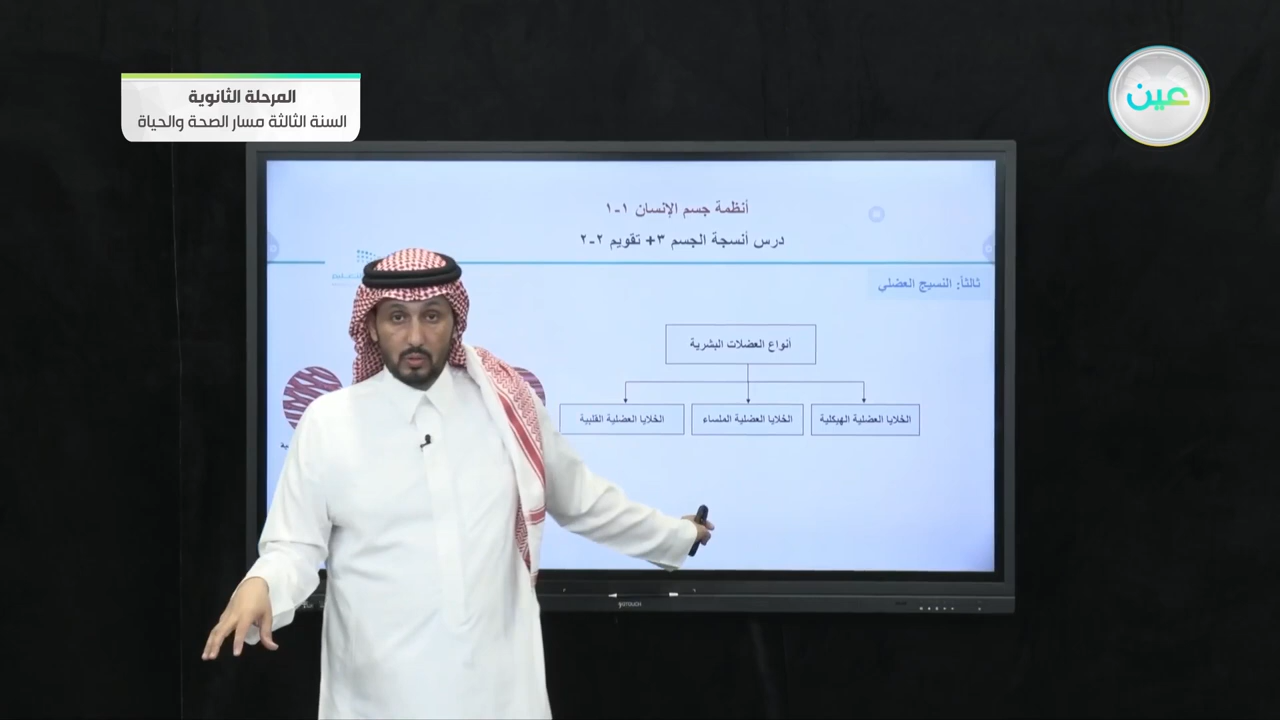 المرحلة الثانوية
السنة الثالثة مسار الصحة والحياة
عين
أنظمة جسم الإنسان ١-١
درس أنسجة الجسم ٣+ تقويم ٢-٢
ثالثاً: النسيج العضلي
أنواع العضلات البشرية
الخلايا العضلية الهيكلية
الخلايا العضلية الملساء
الخلايا العضلية القلبية